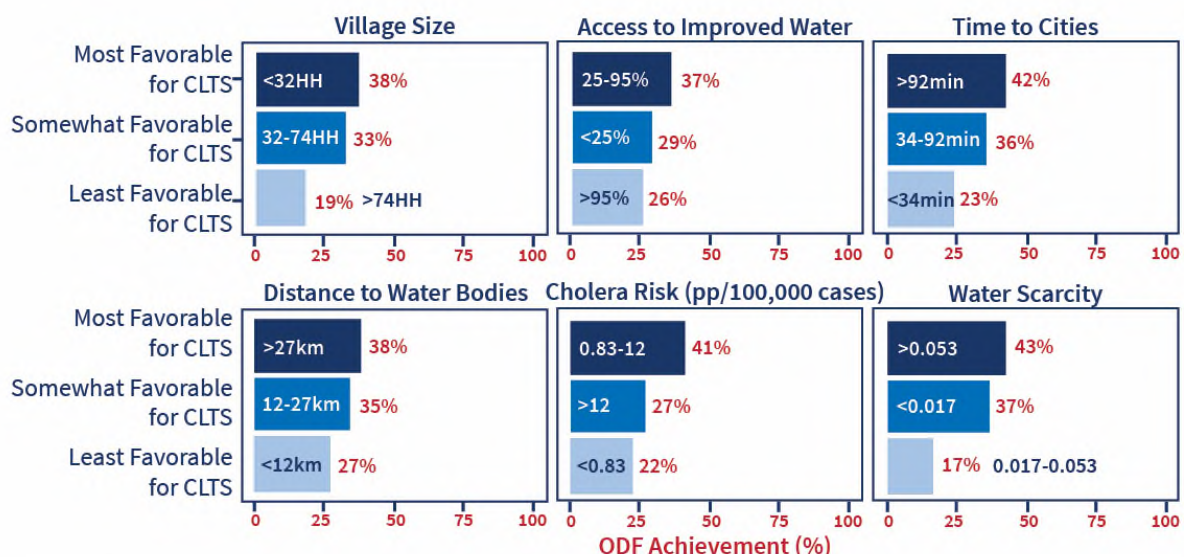 Village Size
Access to Improved Water
Time to Cities
Most Favorable
for CLTS
<32HH 38%
25-95% 37%
>92min 42%
Somewhat Favorable
for CLTS
32-74HH 33%
<25% 29%
34-92min 36%
Least Favorable
for CLTS
19% >74HH
>95% 26%
<34min 23%
0 25 50 75 100
0 25 50 75 100
0 25 50 75 100
Distance to Water Bodies
Cholera Risk (pp/100,000 cases)
Water Scarcity
Most Favorable
for CLTS
>27km 38%
0.83-12 41%
>0.053 43%
Somewhat Favorable
for CLTS
12-27km 35%
>12 27%
<0.017 37%
Least Favorable
for CLTS
<12km 27%
<0.83 22%
17% 0.017-0.053
0 25 50 75 100
0 25 50 75 100
0 25 50 75 100
ODF Achievement (%)